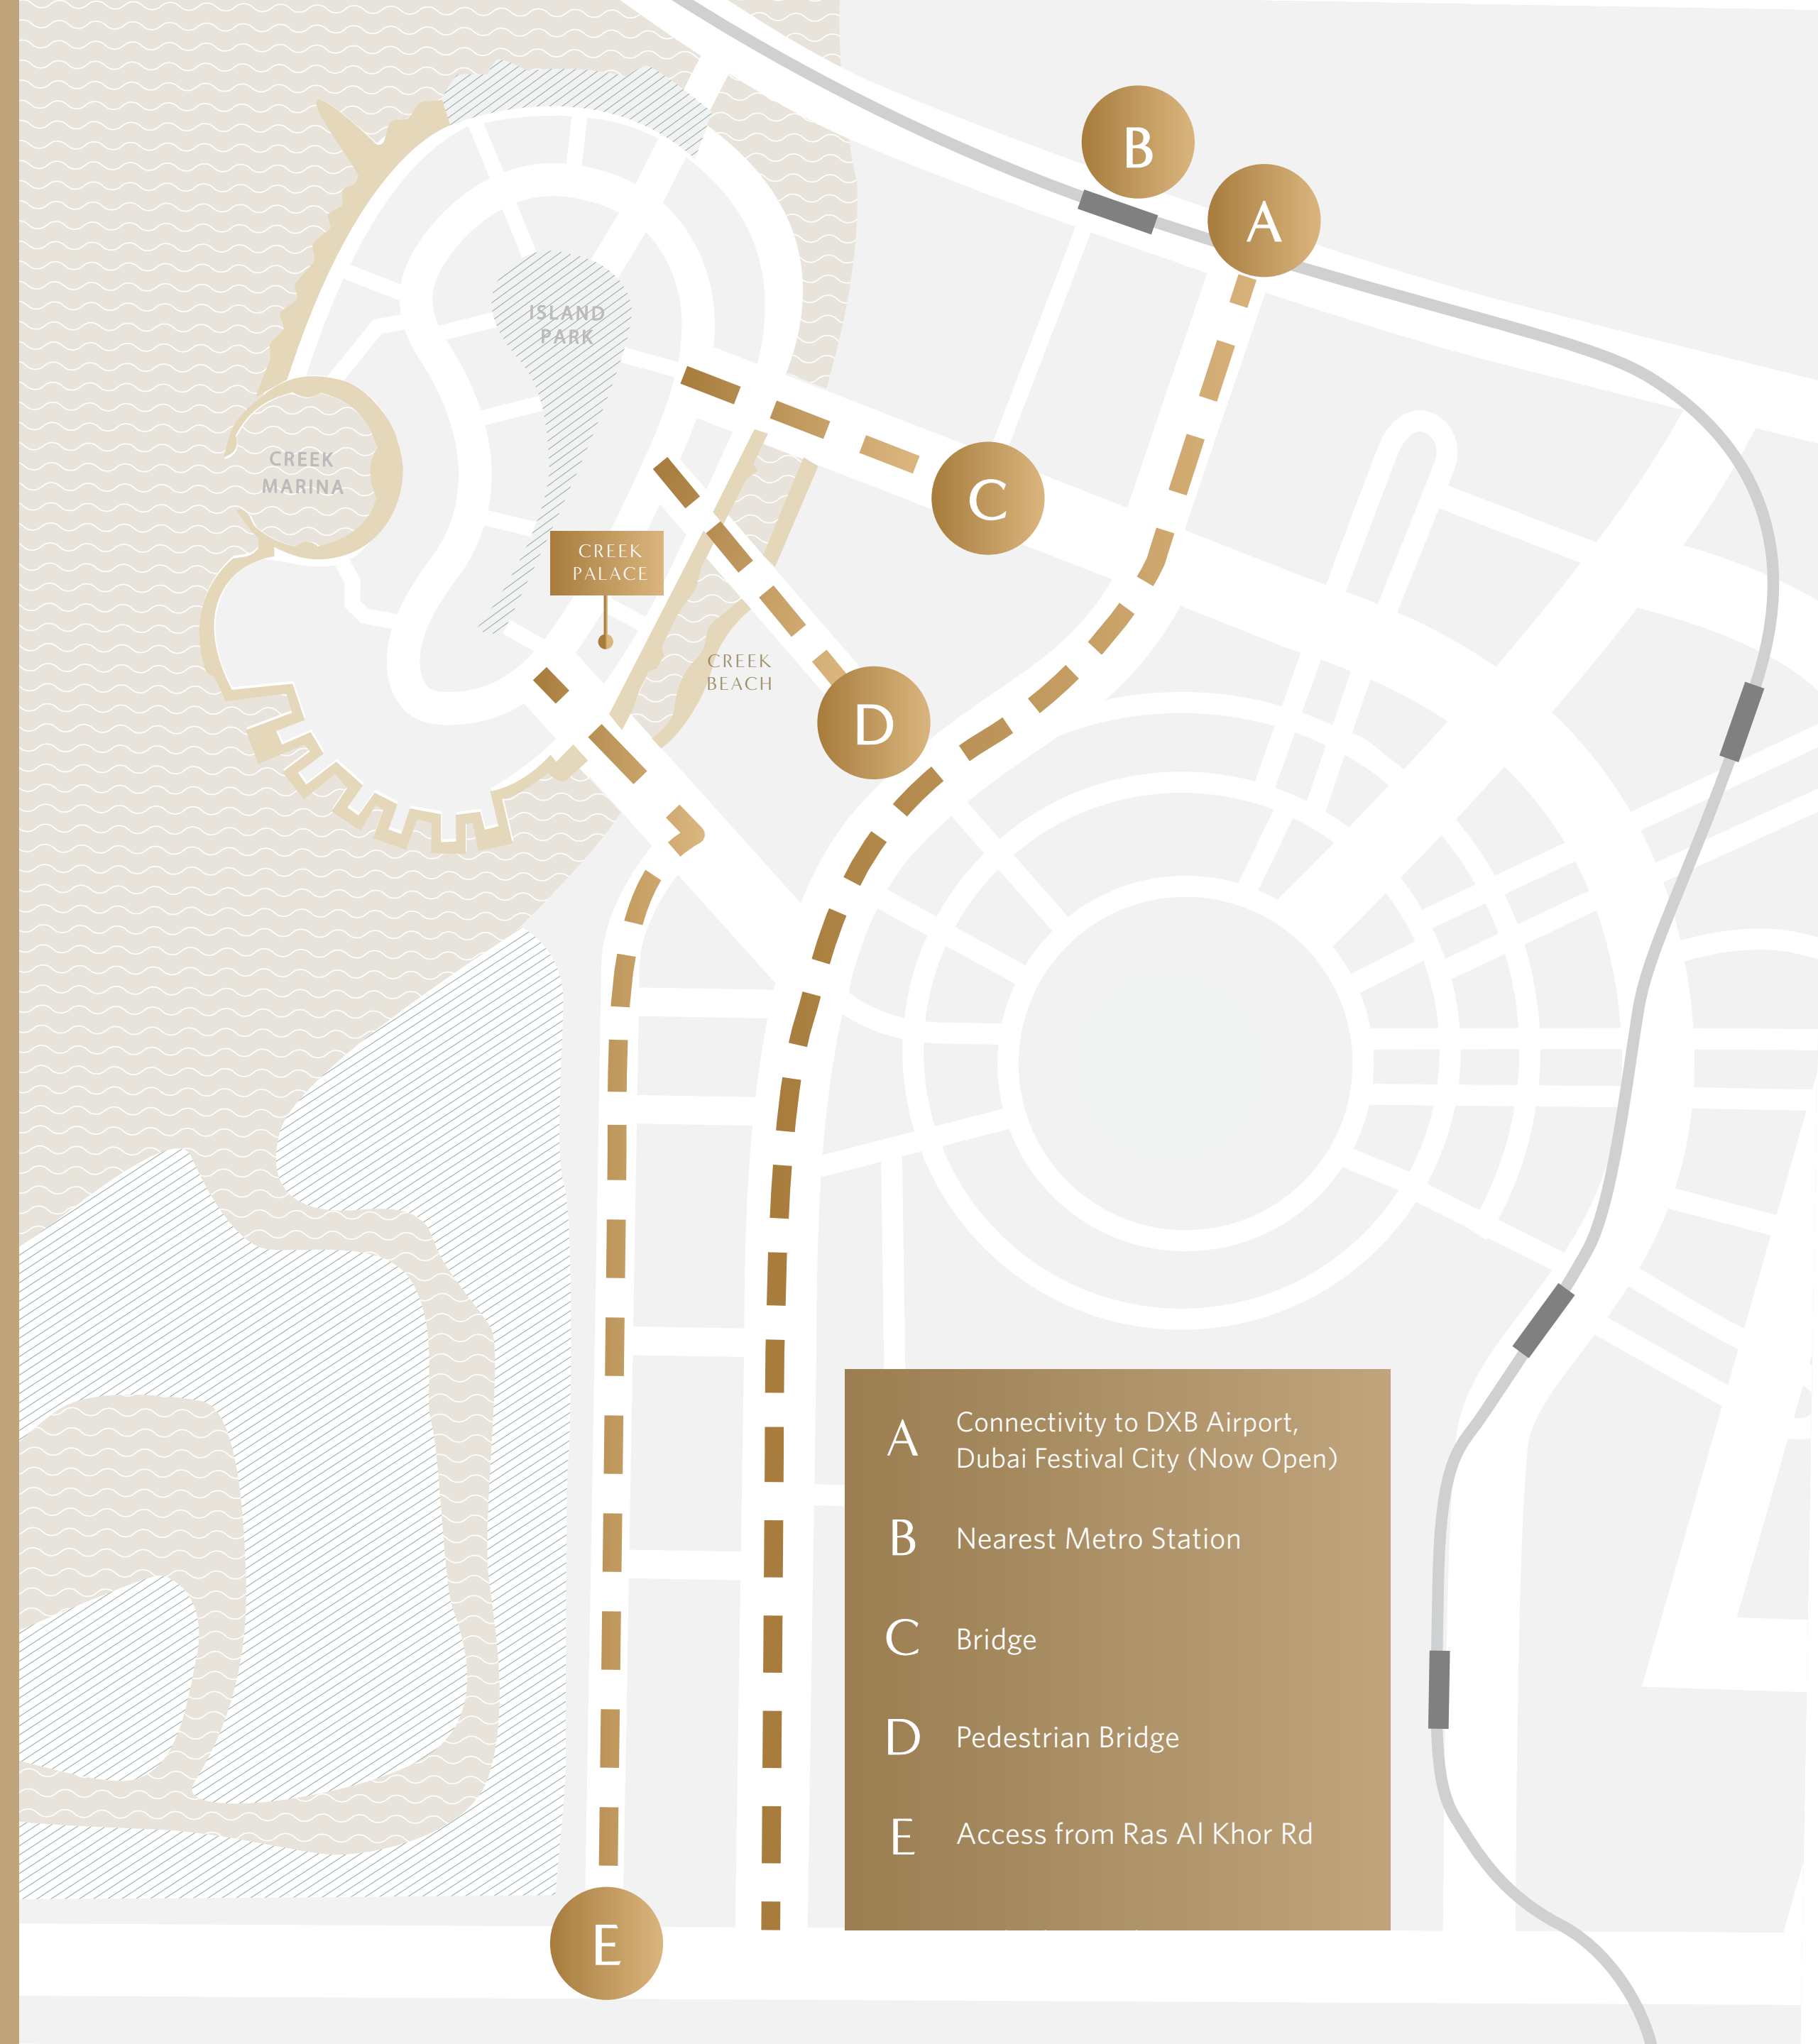 B
A
ISLAND
PARK
CREEK
MARINA
C
CREEK
PALACE
CREEK
BEACH
D
A Connectivity to DXB Airport,
Dubai Festival City (Now Open)
B Nearest Metro Station
C Bridge
D Pedestrian Bridge
E Access from Ras Al Khor Rd
E